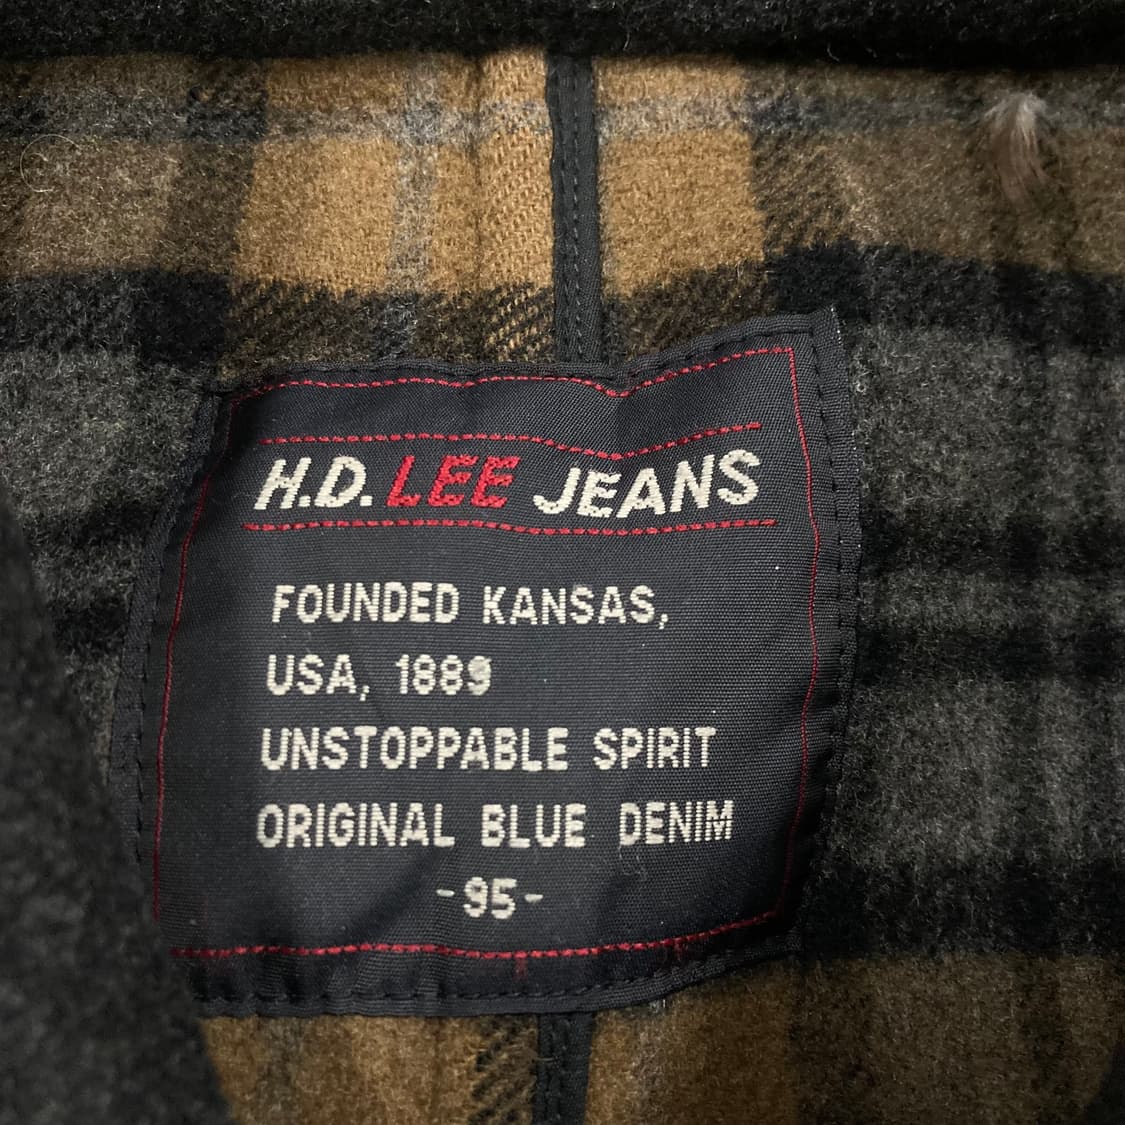 H.D. LEE JEANS
FOUNDED KANSAS,
USA, 1889
UNSTOPPABLE SPIRIT
ORIGINAL BLUE DENIM
-95-